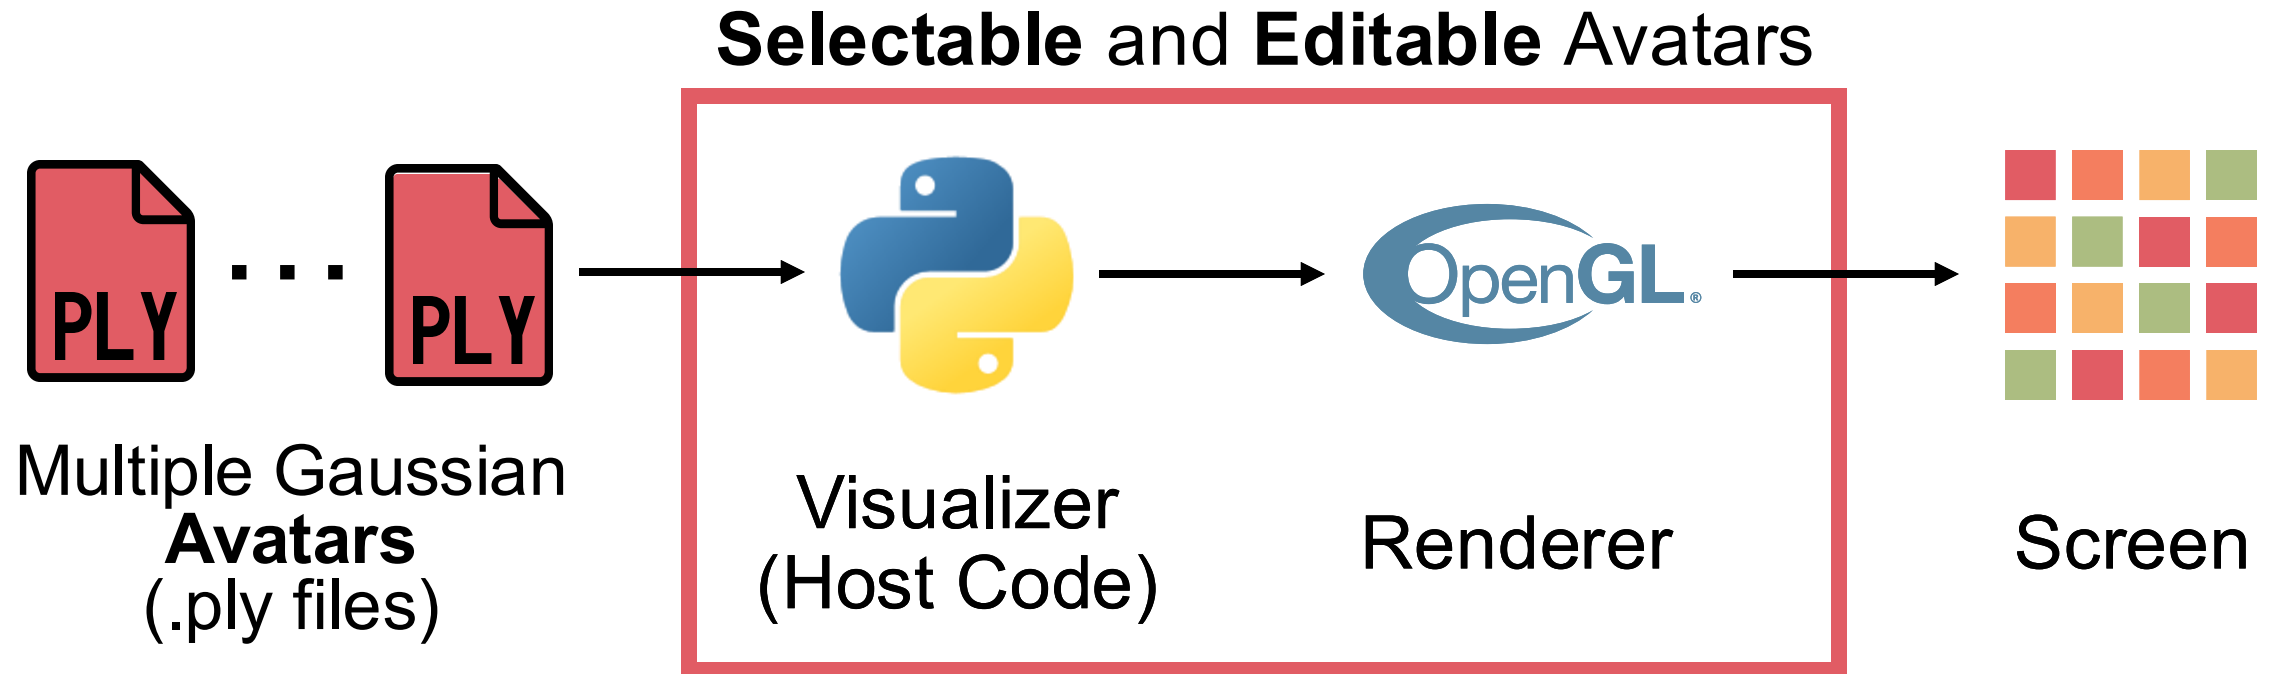 Selectable and Editable Avatars
PLY
...
PLY
OpenGL®
Multiple Gaussian
Avatars
(.ply files)
Visualizer
(Host Code)
Renderer
Screen